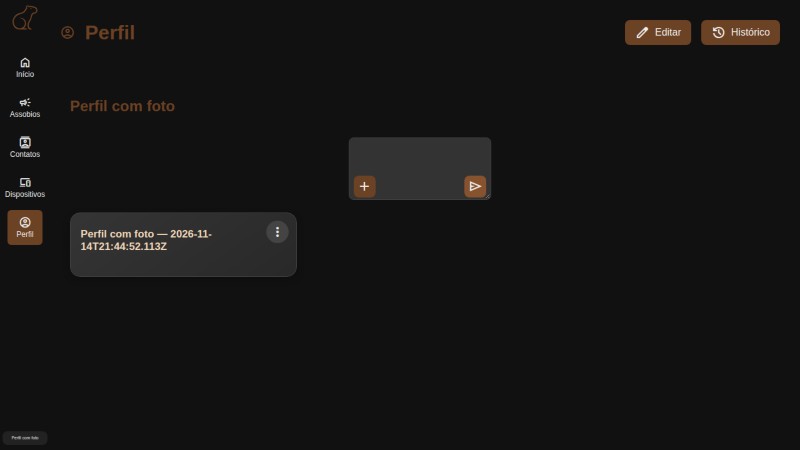 Perfil
Editar
Histórico
Início
Assobios
Contatos
Dispositivos
Perfil
Perfil com foto
Perfil com foto — 2026-11-
14T21:44:52.113Z
Perfil com foto